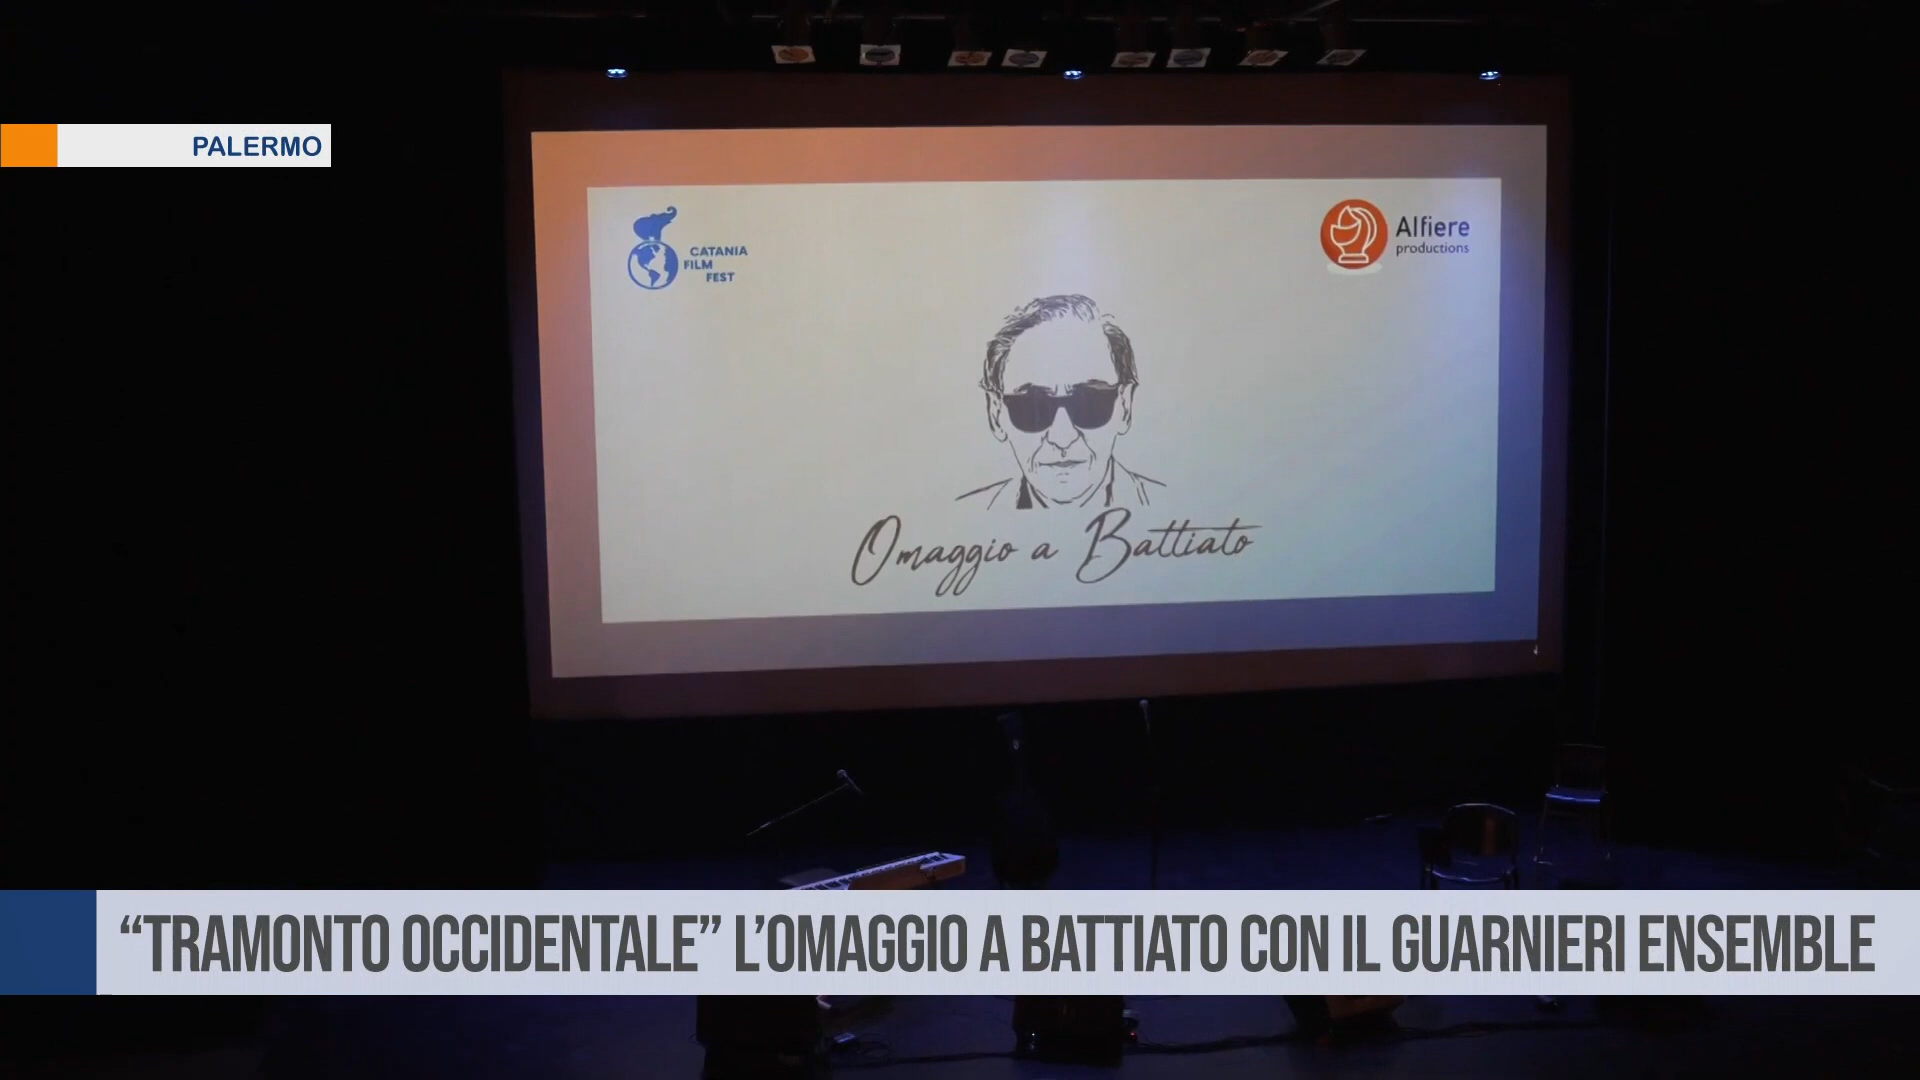 PALERMO
CATANIA
FILM
FEST
Alfiere
productions
Omaggio a Battiato
“TRAMONTO OCCIDENTALE” L’OMAGGIO A BATTIATO CON IL GUARNIERI ENSEMBLE